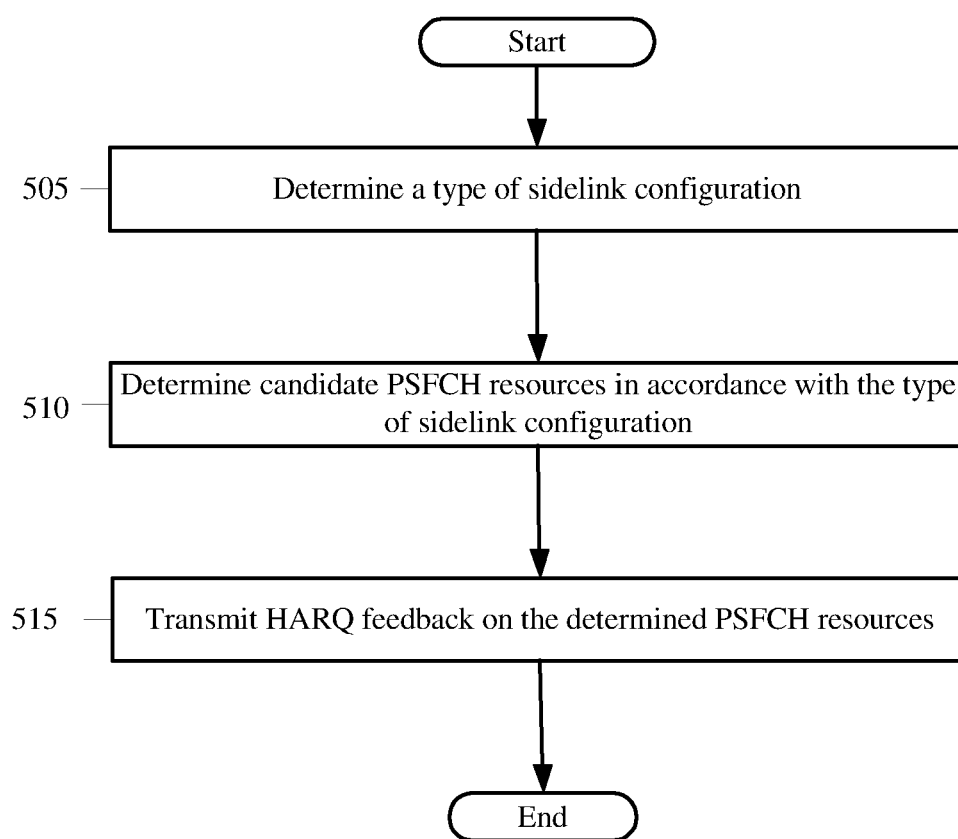 Start
505
Determine a type of sidelink configuration
510
Determine candidate PSFCH resources in accordance with the type
of sidelink configuration
515
Transmit HARQ feedback on the determined PSFCH resources
End